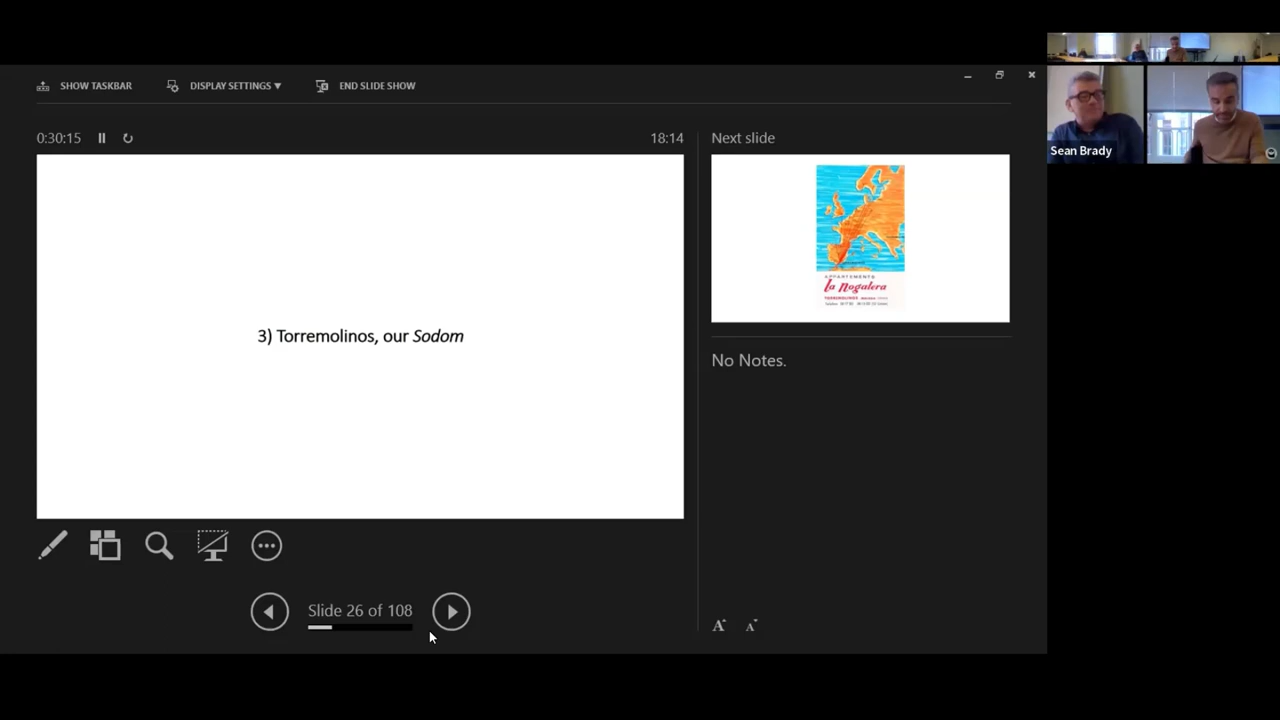 SHOW TASKBAR
DISPLAY SETTINGS ▼
END SLIDE SHOW
0:30:15
18:14
Next slide
3) Torremolinos, our Sodom
APPARTEMENTS
la Nogalera
TORREMOLINOS
No Notes.
Slide 26 of 108
A A
Sean Brady